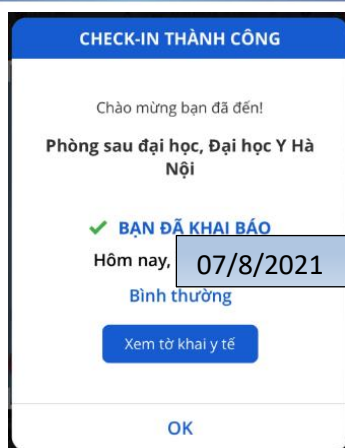 CHECK-IN THÀNH CÔNG
Chào mừng bạn đã đến!
Phòng sau đại học, Đại học Y Hà
Nội
BẠN ĐÃ KHAI BÁO
Hôm nay, 07/8/2021
Bình thường
Xem tờ khai y tế
OK